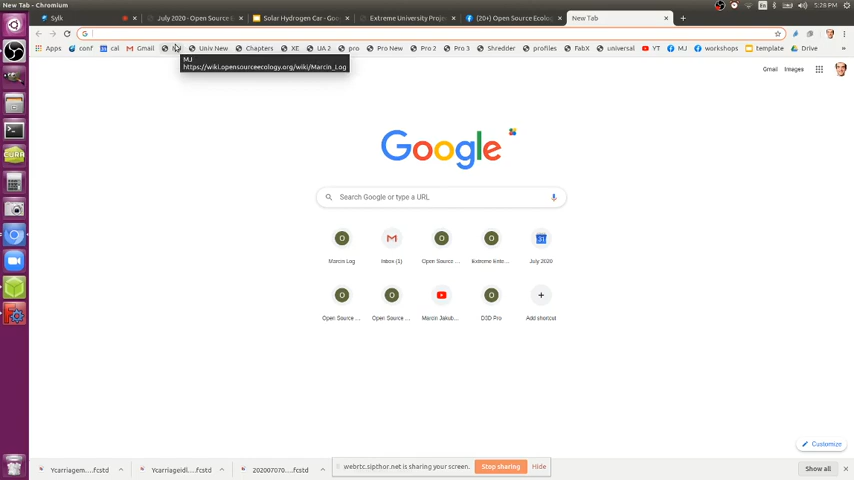 New Tab - Chromium
5:28 PM
Sylk
July 2020 - Open Source E
Solar Hydrogen Car - Goo
Extreme University Proje
(20+) Open Source Ecolog
New Tab
Apps conf cal Gmail Univ New Chapters XE UA 2 pro Pro New Pro 2 Pro 3 Shredder profiles FabX universal YT MJ workshops template Drive
MJ
https://wiki.opensourceecology.org/wiki/Marcin_Log
Gmail Images
Google
Search Google or type a URL
Marcin Log
Inbox (1)
Open Source ...
Extreme Ente...
July 2020
Open Source ...
Open Source ...
Marcin Jakub...
D3D Pro
Add shortcut
Customize
Ycarriagem....fcstd
Ycarriageidl....fcstd
202007070....fcstd
webrtc.sipthor.net is sharing your screen.
Stop sharing
Hide
Show all